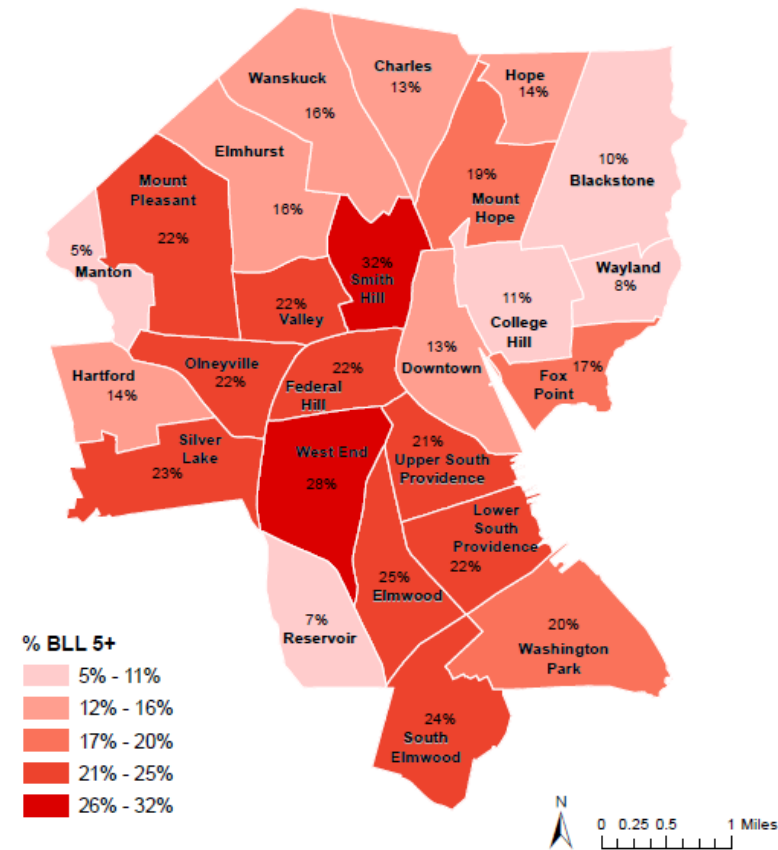 Charles
13%
Hope
14%
Wanskuck
16%
Elmhurst
16%
10%
Blackstone
19%
Mount
Hope
Mount
Pleasant
22%
5%
Manton
32%
Smith
Hill
Wayland
8%
11%
College
Hill
22%
Valley
13%
Downtown
17%
Fox
Point
Olneyville
22%
22%
Federal
Hill
Hartford
14%
Silver
Lake
23%
West End
28%
21%
Upper South
Providence
Lower
South
Providence
22%
25%
Elmwood
7%
Reservoir
20%
Washington
Park
24%
South
Elmwood
% BLL 5+
5% - 11%
12% - 16%
17% - 20%
21% - 25%
26% - 32%
N
0 0.25 0.5 1 Miles